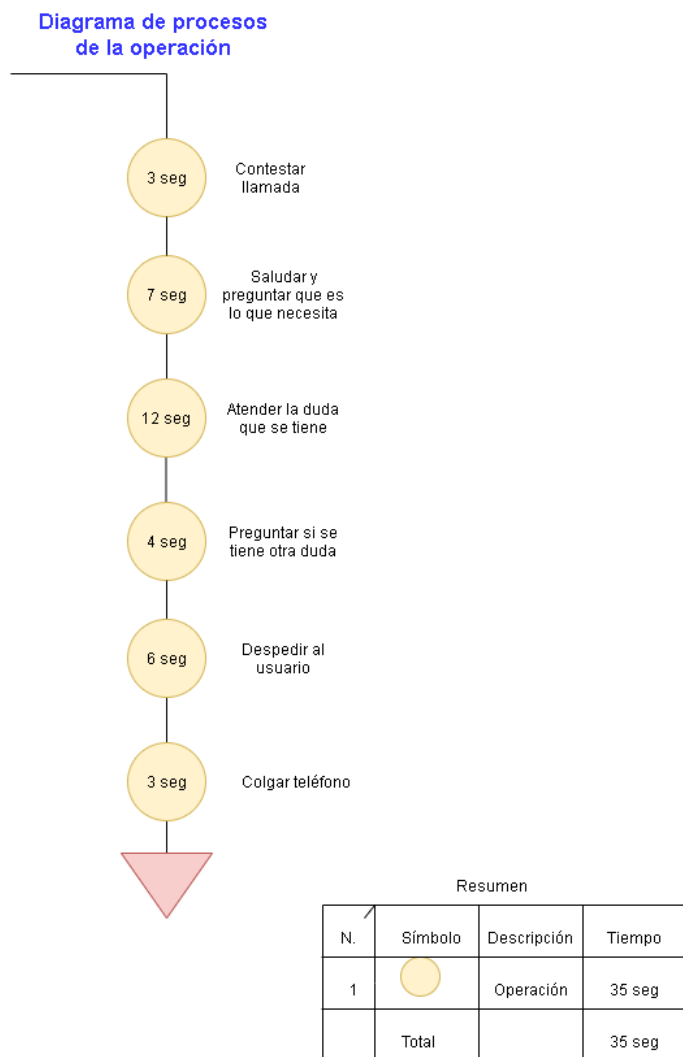 Diagrama de procesos
de la operación
3 seg
Contestar
llamada
7 seg
Saludar y
preguntar que es
lo que necesita
12 seg
Atender la duda
que se tiene
4 seg
Preguntar si se
tiene otra duda
6 seg
Despedir al
usuario
3 seg
Colgar teléfono
Resumen
N. Símbolo Descripción Tiempo
1 Operación 35 seg
Total 35 seg